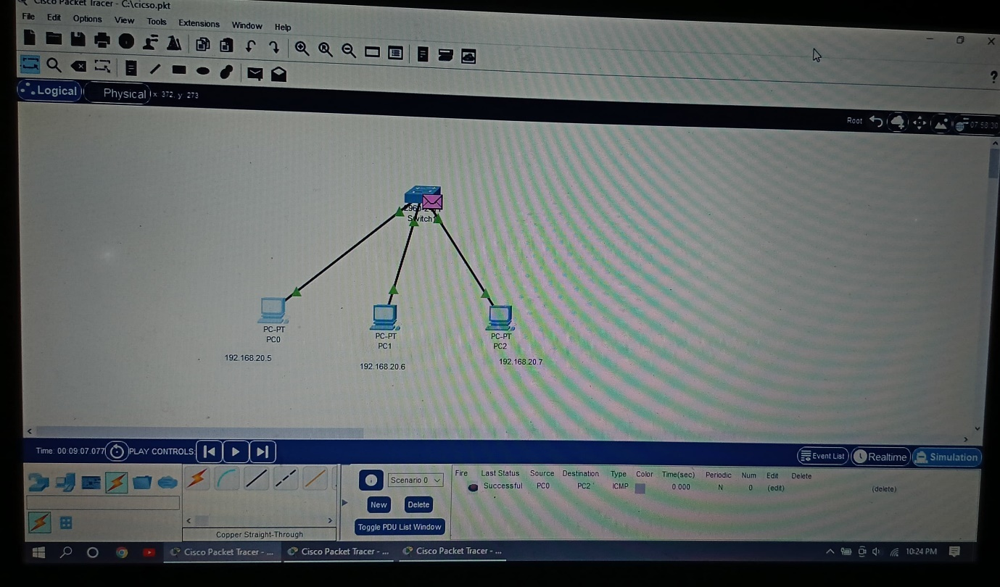 Cisco Packet Tracer - C:\cicso.pkt
File Edit Options View Tools Extensions Window Help
?
Logical Physical x 372, y 273
Root 07:58:30
Switch1
PC-PT
PC0
192.168.20.5
PC-PT
PC1
192.168.20.6
PC-PT
PC2
192.168.20.7
Time 00:09:07.077 PLAY CONTROLS:
Event List Realtime Simulation
Scenario 0
New Delete
Toggle PDU List Window
Copper Straight-Through
Fire Last Status Source Destination Type Color Time(sec) Periodic Num Edit Delete
Successful PC0 PC2 ICMP 0.000 N 0 (edit) (delete)
Cisco Packet Tracer - ... Cisco Packet Tracer - ... Cisco Packet Tracer - ...
10:24 PM